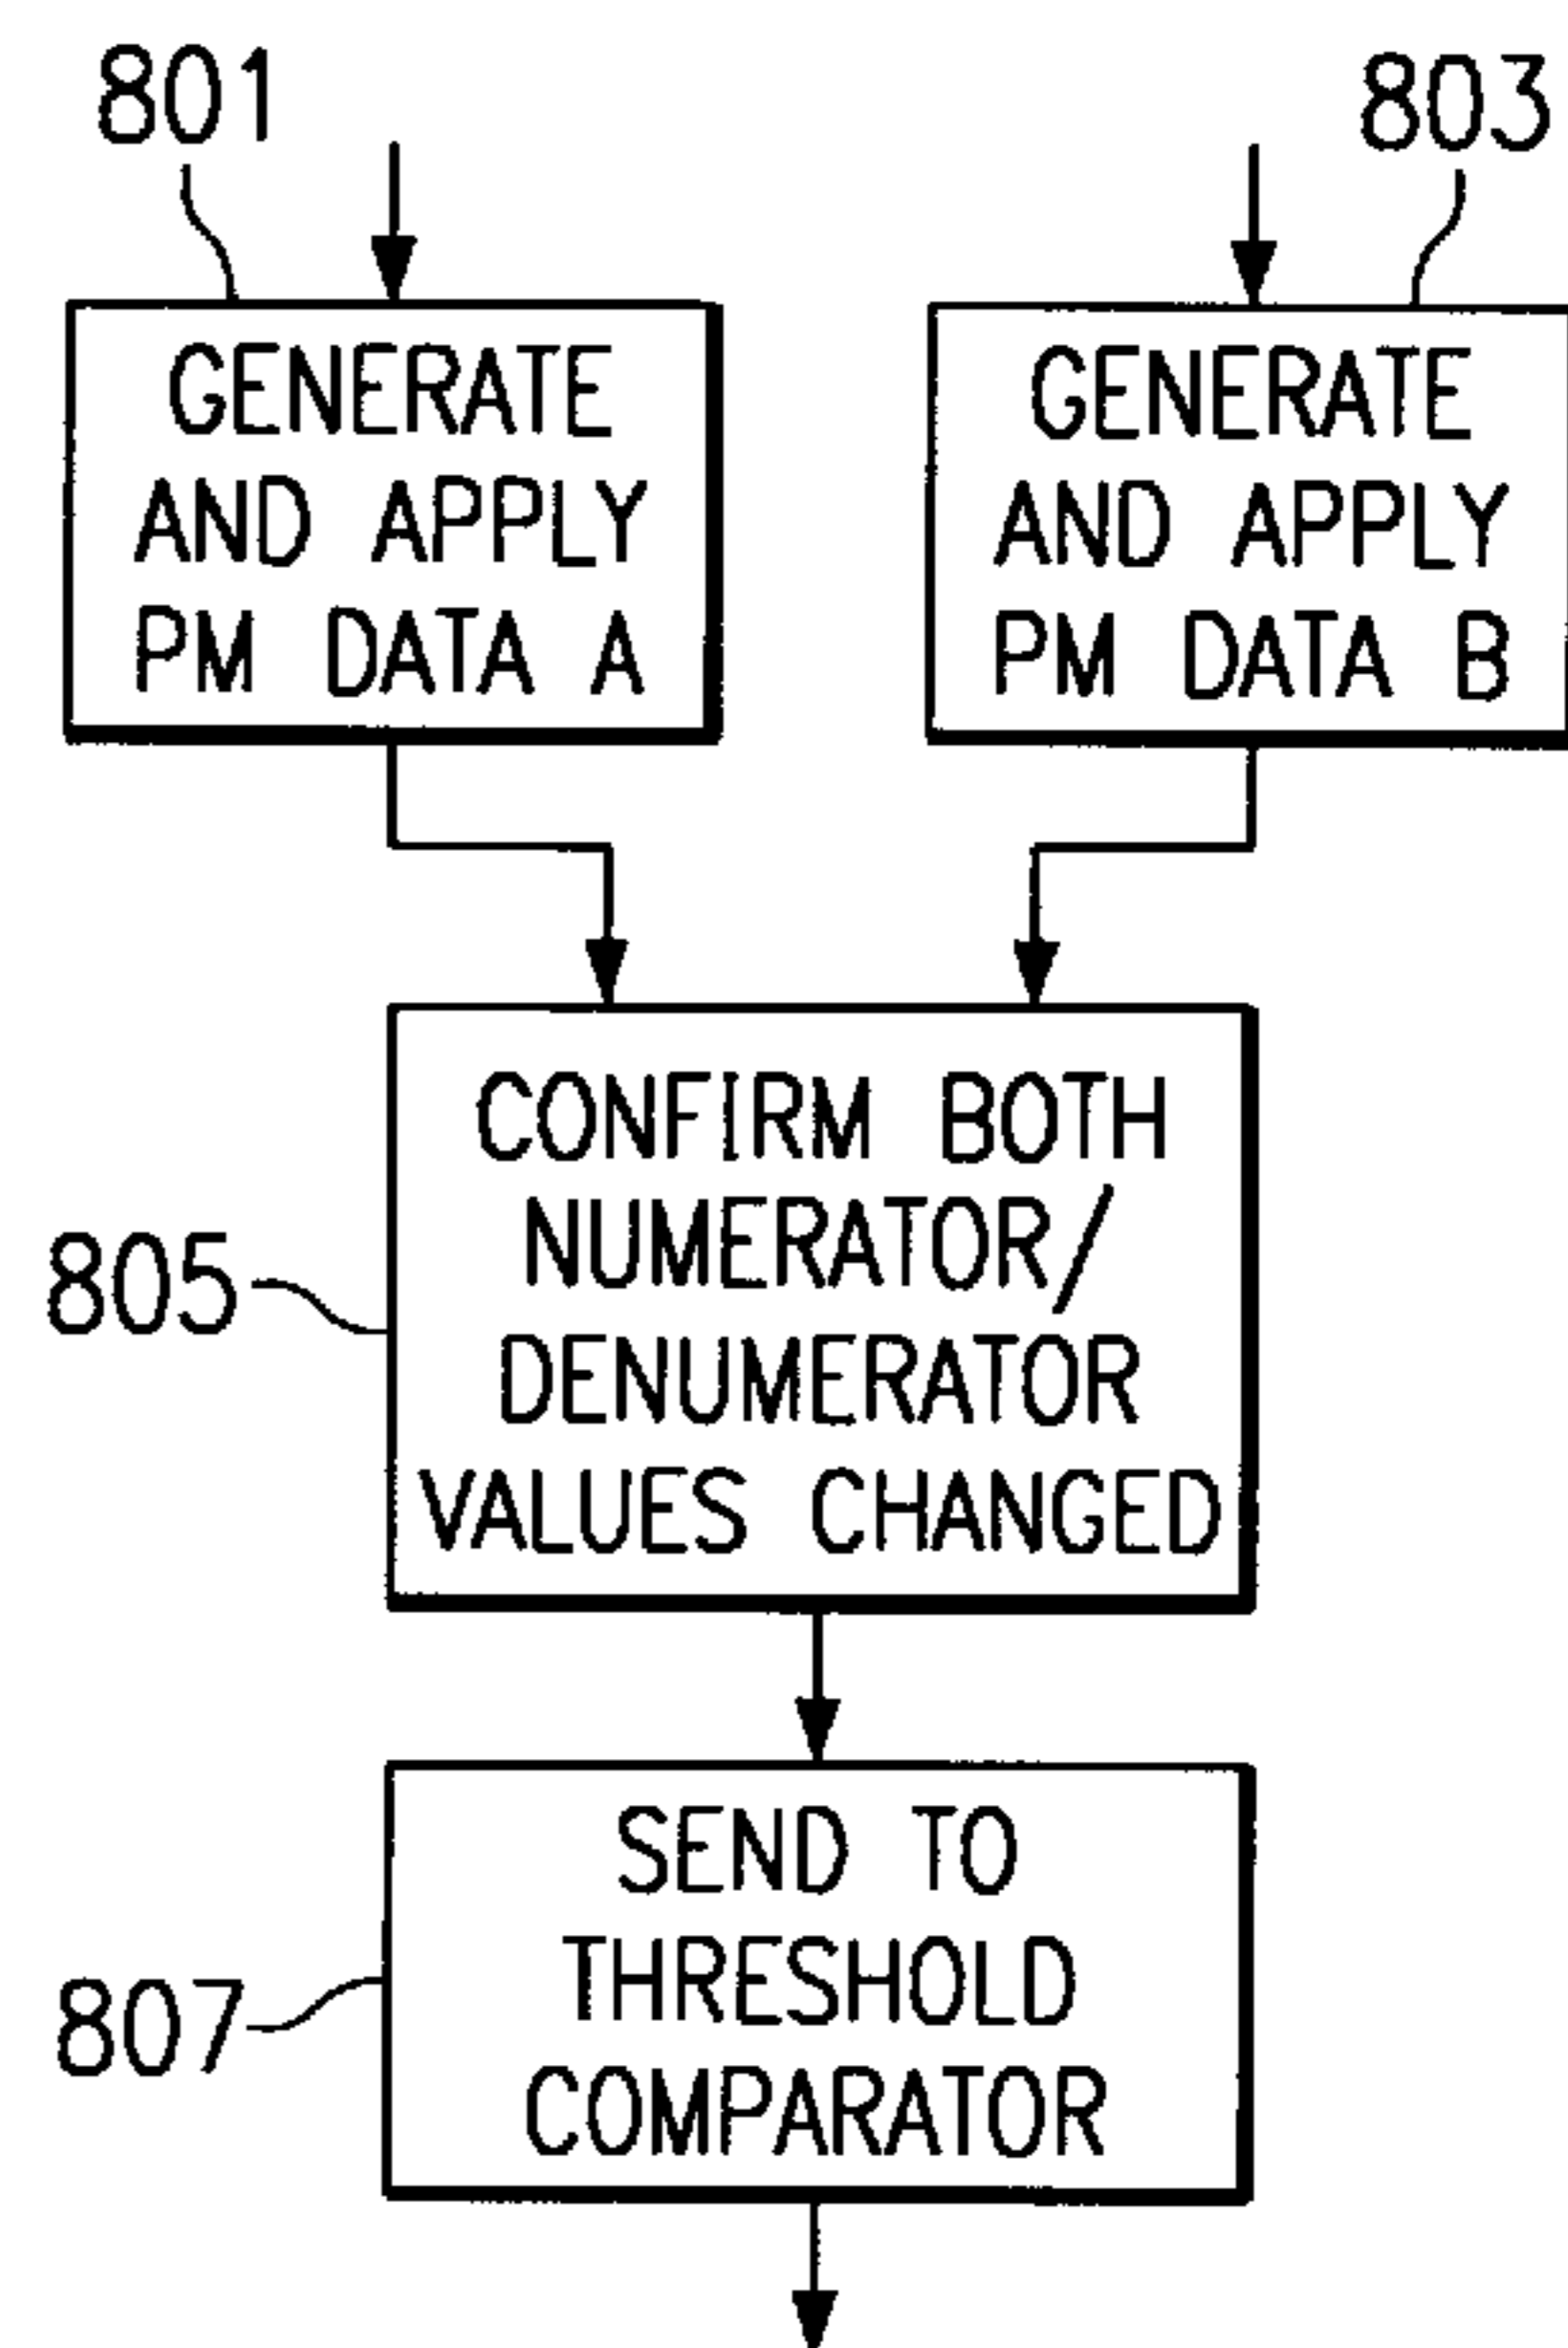 801
803
GENERATE
AND APPLY
PM DATA A
GENERATE
AND APPLY
PM DATA B
805
CONFIRM BOTH
NUMERATOR/
DENUMERATOR
VALUES CHANGED
807
SEND TO
THRESHOLD
COMPARATOR